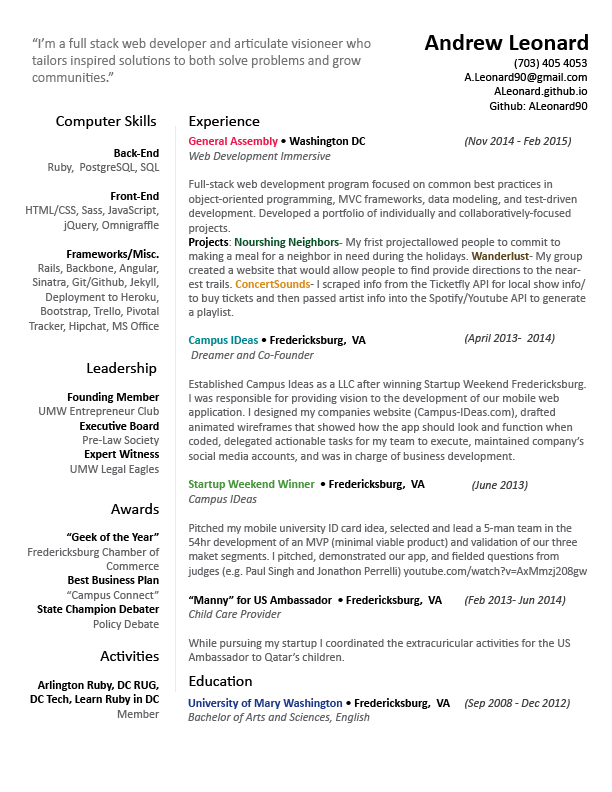 “I’m a full stack web developer and articulate visioneer who
tailors inspired solutions to both solve problems and grow
communities.”
Andrew Leonard
(703) 405 4053
A.Leonard90@gmail.com
ALeonard.github.io
Github: ALeonard90
Computer Skills
Back-End
Ruby, PostgreSQL, SQL
Front-End
HTML/CSS, Sass, JavaScript,
jQuery, Omnigraffle
Frameworks/Misc.
Rails, Backbone, Angular,
Sinatra, Git/Github, Jekyll,
Deployment to Heroku,
Bootstrap, Trello, Pivotal
Tracker, Hipchat, MS Office
Leadership
Founding Member
UMW Entrepreneur Club
Executive Board
Pre-Law Society
Expert Witness
UMW Legal Eagles
Awards
“Geek of the Year”
Fredericksburg Chamber of
Commerce
Best Business Plan
“Campus Connect”
State Champion Debater
Policy Debate
Activities
Arlington Ruby, DC RUG,
DC Tech, Learn Ruby in DC
Member
Experience
General Assembly • Washington DC (Nov 2014 - Feb 2015)
Web Development Immersive
Full-stack web development program focused on common best practices in
object-oriented programming, MVC frameworks, data modeling, and test-driven
development. Developed a portfolio of individually and collaboratively-focused
projects.
Projects: Nourshing Neighbors- My frist projectallowed people to commit to
making a meal for a neighbor in need during the holidays. Wanderlust- My group
created a website that would allow people to find provide directions to the near-
est trails. ConcertSounds- I scraped info from the Ticketfly API for local show info/
to buy tickets and then passed artist info into the Spotify/Youtube API to generate
a playlist.
Campus IDeas • Fredericksburg, VA (April 2013- 2014)
Dreamer and Co-Founder
Established Campus Ideas as a LLC after winning Startup Weekend Fredericksburg.
I was responsible for providing vision to the development of our mobile web
application. I designed my companies website (Campus-IDeas.com), drafted
animated wireframes that showed how the app should look and function when
coded, delegated actionable tasks for my team to execute, maintained company’s
social media accounts, and was in charge of business development.
Startup Weekend Winner • Fredericksburg, VA (June 2013)
Campus IDeas
Pitched my mobile university ID card idea, selected and lead a 5-man team in the
54hr development of an MVP (minimal viable product) and validation of our three
maket segments. I pitched, demonstrated our app, and fielded questions from
judges (e.g. Paul Singh and Jonathon Perrelli) youtube.com/watch?v=AxMmzj208gw
“Manny” for US Ambassador • Fredericksburg, VA (Feb 2013- Jun 2014)
Child Care Provider
While pursuing my startup I coordinated the extracuricular activities for the US
Ambassador to Qatar’s children.
Education
University of Mary Washington • Fredericksburg, VA (Sep 2008 - Dec 2012)
Bachelor of Arts and Sciences, English